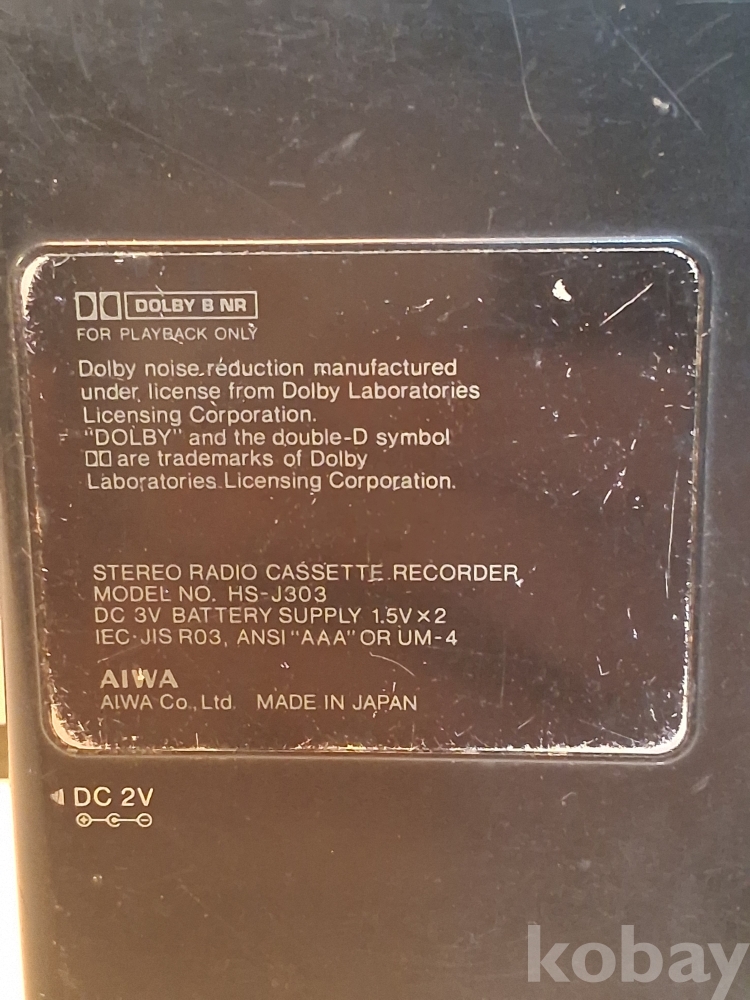 DOLBY B NR
FOR PLAYBACK ONLY
Dolby noise reduction manufactured
under license from Dolby Laboratories
Licensing Corporation.
"DOLBY" and the double-D symbol
are trademarks of Dolby
Laboratories Licensing Corporation.
STEREO RADIO CASSETTE RECORDER
MODEL NO. HS-J303
DC 3V BATTERY SUPPLY 1.5V×2
IEC·JIS R03, ANSI "AAA" OR UM-4
AIWA
AIWA Co., Ltd. MADE IN JAPAN
DC 2V
kobay